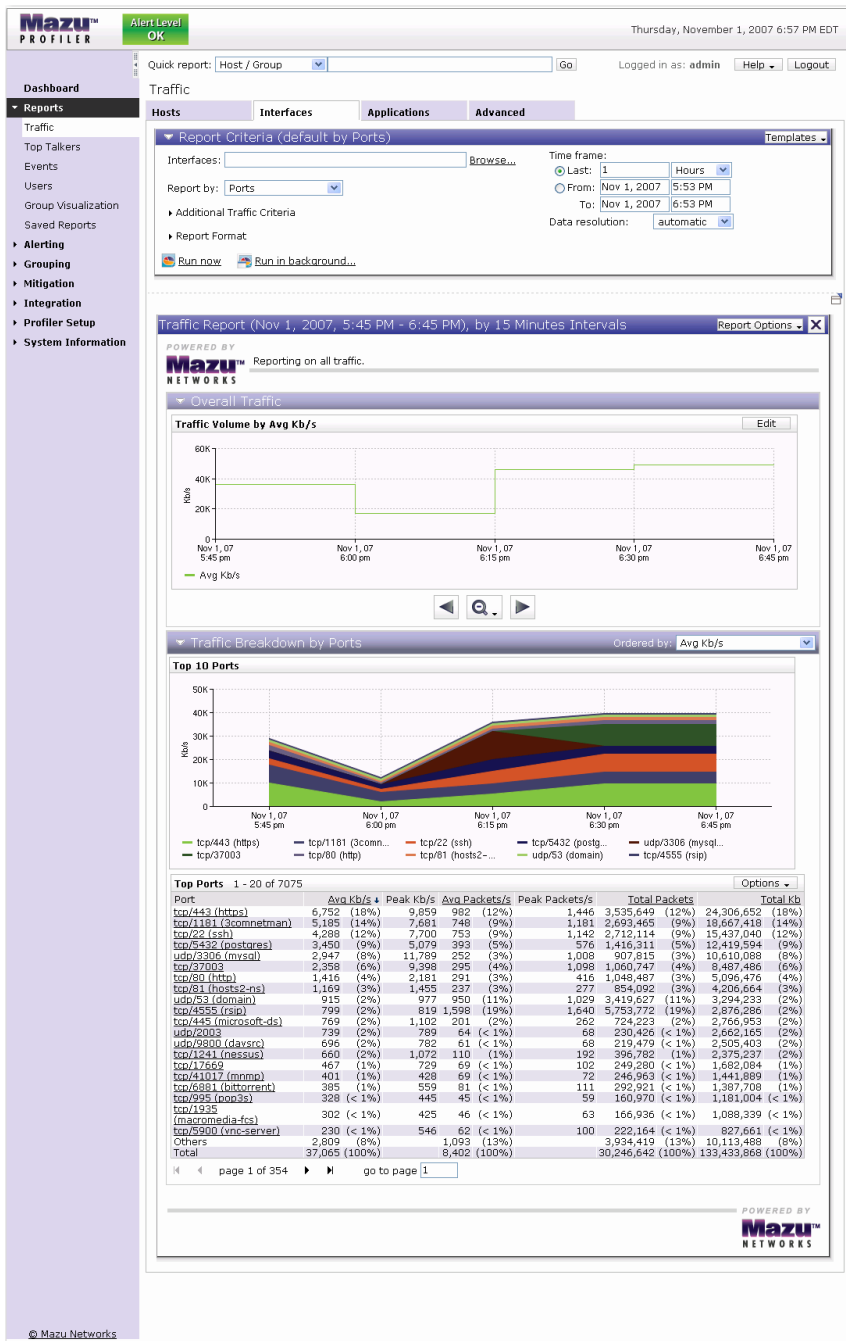 Mazu™
PROFILER
Alert Level
OK
Thursday, November 1, 2007 6:57 PM EDT
Quick report: Host / Group Go Logged in as: admin Help Logout
Dashboard
Reports
Traffic
Top Talkers
Events
Users
Group Visualization
Saved Reports
Alerting
Grouping
Mitigation
Integration
Profiler Setup
System Information
Traffic
Hosts Interfaces Applications Advanced
Report Criteria (default by Ports) Templates
Interfaces: Browse...
Report by: Ports
Additional Traffic Criteria
Report Format
Run now Run in background...
Time frame:
Last: 1 Hours
From: Nov 1, 2007 5:53 PM
To: Nov 1, 2007 6:53 PM
Data resolution: automatic
Traffic Report (Nov 1, 2007, 5:45 PM - 6:45 PM), by 15 Minutes Intervals Report Options
POWERED BY
Mazu™
NETWORKS
Reporting on all traffic.
Overall Traffic
Traffic Volume by Avg Kb/s Edit
60K
40K
20K
0
Kb/s
Nov 1, 07 Nov 1, 07 Nov 1, 07 Nov 1, 07 Nov 1, 07
5:45 pm 6:00 pm 6:15 pm 6:30 pm 6:45 pm
Avg Kb/s
Traffic Breakdown by Ports Ordered by: Avg Kb/s
Top 10 Ports
50K
40K
30K
20K
10K
0
Kb/s
Nov 1, 07 Nov 1, 07 Nov 1, 07 Nov 1, 07 Nov 1, 07
5:45 pm 6:00 pm 6:15 pm 6:30 pm 6:45 pm
tcp/443 (https) tcp/1181 (3comn... tcp/22 (ssh) tcp/5432 (postg... udp/3306 (mysql...
tcp/37003 tcp/80 (http) tcp/81 (hosts2-... udp/53 (domain) tcp/4555 (rsip)
Top Ports 1 - 20 of 7075 Options
Port Avg Kb/s Peak Kb/s Avg Packets/s Peak Packets/s Total Packets Total Kb
tcp/443 (https) 6,752 (18%) 9,859 982 (12%) 1,446 3,535,649 (12%) 24,306,652 (18%)
tcp/1181 (3comnetman) 5,185 (14%) 7,681 748 (9%) 1,181 2,693,465 (9%) 18,667,418 (14%)
tcp/22 (ssh) 4,288 (12%) 7,700 753 (9%) 1,142 2,712,114 (9%) 15,437,040 (12%)
tcp/5432 (postgres) 3,450 (9%) 5,079 393 (5%) 576 1,416,311 (5%) 12,419,594 (9%)
udp/3306 (mysql) 2,947 (8%) 11,789 252 (3%) 1,008 907,815 (3%) 10,610,088 (8%)
tcp/37003 2,358 (6%) 9,398 295 (4%) 1,098 1,060,747 (4%) 8,487,486 (6%)
tcp/80 (http) 1,416 (4%) 2,181 291 (3%) 416 1,048,487 (3%) 5,096,476 (4%)
tcp/81 (hosts2-ns) 1,169 (3%) 1,455 237 (3%) 277 854,092 (3%) 4,206,664 (3%)
udp/53 (domain) 915 (2%) 977 950 (11%) 1,029 3,419,627 (11%) 3,294,233 (2%)
tcp/4555 (rsip) 799 (2%) 819 1,598 (19%) 1,640 5,753,772 (19%) 2,876,286 (2%)
tcp/445 (microsoft-ds) 769 (2%) 1,102 201 (2%) 262 724,223 (2%) 2,766,953 (2%)
udp/2003 739 (2%) 789 64 (< 1%) 68 230,426 (< 1%) 2,662,165 (2%)
udp/9800 (davsrc) 696 (2%) 782 61 (< 1%) 68 219,479 (< 1%) 2,505,403 (2%)
tcp/1241 (nessus) 660 (2%) 1,072 110 (1%) 192 396,782 (1%) 2,375,237 (2%)
tcp/17669 467 (1%) 729 69 (< 1%) 102 249,280 (< 1%) 1,682,084 (1%)
tcp/41017 (mnmp) 401 (1%) 428 69 (< 1%) 72 246,963 (< 1%) 1,441,889 (1%)
tcp/6881 (bittorrent) 385 (1%) 559 81 (< 1%) 111 292,921 (< 1%) 1,387,708 (1%)
tcp/995 (pop3s) 328 (< 1%) 445 45 (< 1%) 59 160,970 (< 1%) 1,181,004 (< 1%)
tcp/1935
(macromedia-fcs) 302 (< 1%) 425 46 (< 1%) 63 166,936 (< 1%) 1,088,339 (< 1%)
tcp/5900 (vnc-server) 230 (< 1%) 546 62 (< 1%) 100 222,164 (< 1%) 827,661 (< 1%)
Others 2,809 (8%) 1,093 (13%) 3,934,419 (13%) 10,113,488 (8%)
Total 37,065 (100%) 8,402 (100%) 30,246,642 (100%) 133,433,868 (100%)
page 1 of 354 go to page 1
POWERED BY
Mazu™
NETWORKS
© Mazu Networks